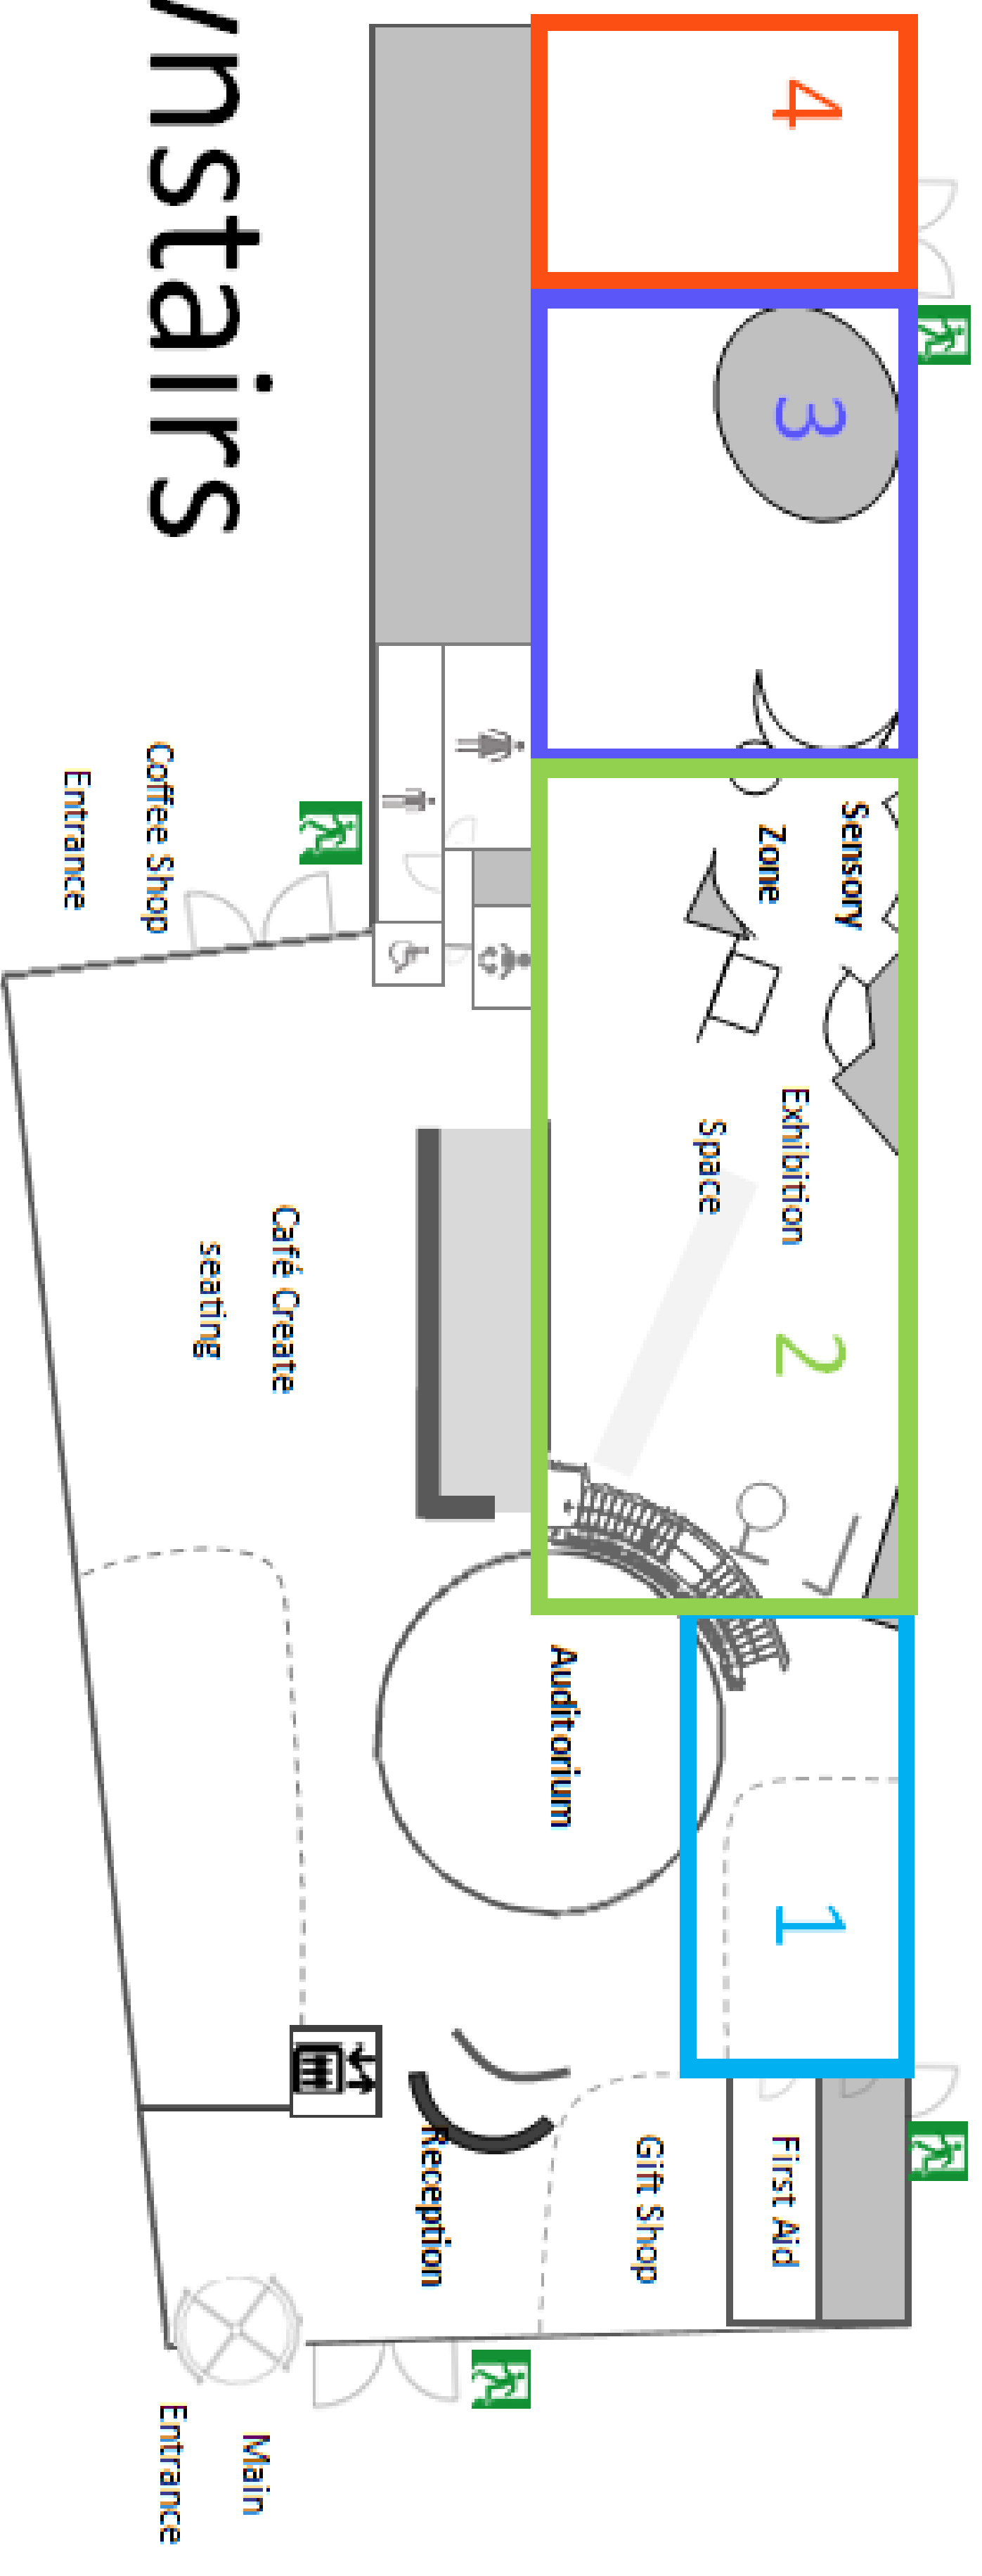 wnstairs
4
3
Sensory
Zone
Exhibition
Space
2
1
Coffee Shop
Entrance
Café Create
seating
Auditorium
First Aid
Gift Shop
Reception
Main
Entrance